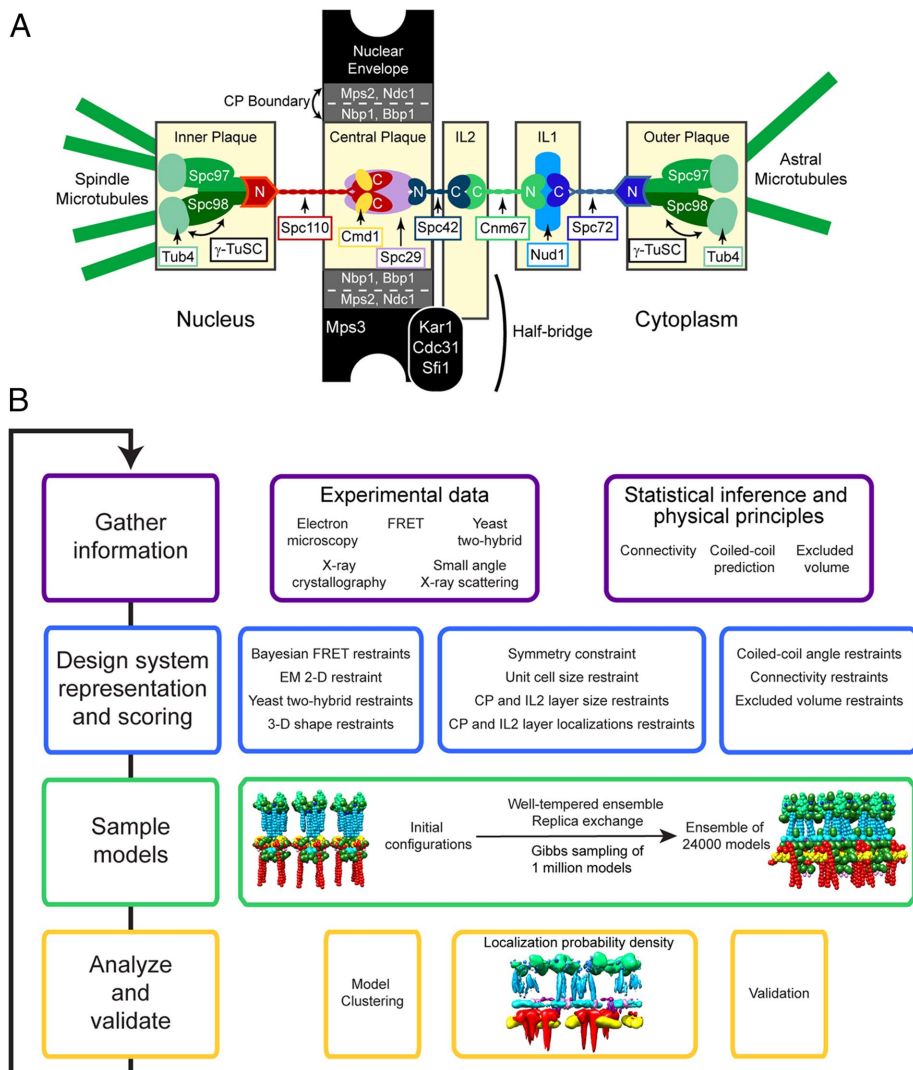 A
Nuclear
Envelope
CP Boundary
Mps2, Ndc1
Nbp1, Bbp1
Inner Plaque
Central Plaque
IL2
IL1
Outer Plaque
Spindle
Microtubules
Spc97
Spc98
N
C
C
N
C
C
N
C
N
Spc97
Spc98
Astral
Microtubules
Tub4
γ-TuSC
Spc110
Cmd1
Spc29
Spc42
Cnm67
Nud1
Spc72
γ-TuSC
Tub4
Nbp1, Bbp1
Mps2, Ndc1
Nucleus
Mps3
Kar1
Cdc31
Sfi1
Half-bridge
Cytoplasm
B
Gather
information
Experimental data
Electron
microscopy
FRET
Yeast
two-hybrid
X-ray
crystallography
Small angle
X-ray scattering
Statistical inference and
physical principles
Connectivity
Coiled-coil
prediction
Excluded
volume
Design system
representation
and scoring
Bayesian FRET restraints
EM 2-D restraint
Yeast two-hybrid restraints
3-D shape restraints
Symmetry constraint
Unit cell size restraint
CP and IL2 layer size restraints
CP and IL2 layer localizations restraints
Coiled-coil angle restraints
Connectivity restraints
Excluded volume restraints
Sample
models
Initial
configurations
Well-tempered ensemble
Replica exchange
Gibbs sampling of
1 million models
Ensemble of
24000 models
Analyze
and
validate
Model
Clustering
Localization probability density
Validation